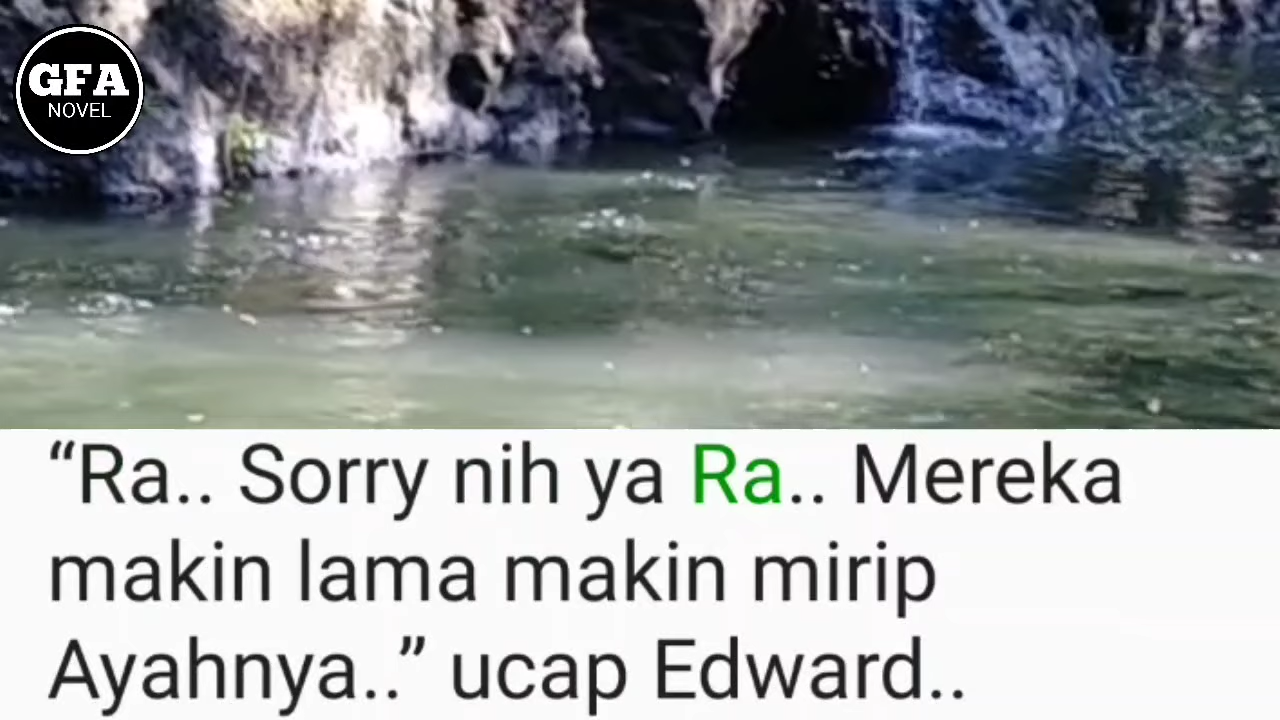 GFA
NOVEL
“Ra.. Sorry nih ya Ra.. Mereka
makin lama makin mirip
Ayahnya..” ucap Edward..